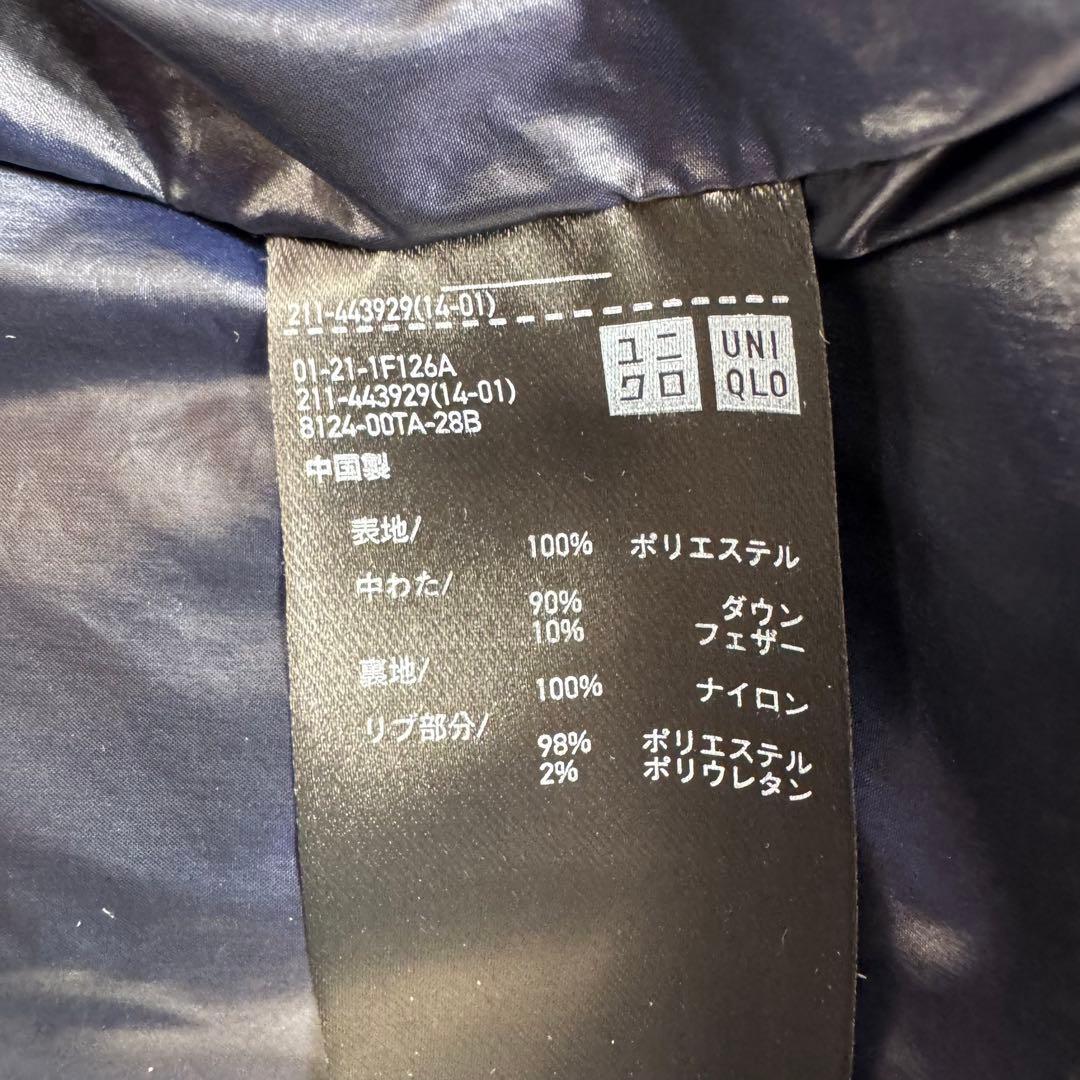 211-443929(14-01)
ユニ
クロ
UNI
QLO
01-21-1F126A
211-443929(14-01)
8124-00TA-28B
中国製
表地/
100% ポリエステル
中わた/
90% ダウン
10% フェザー
裏地/
100% ナイロン
リブ部分/
98% ポリエステル
2% ポリウレタン